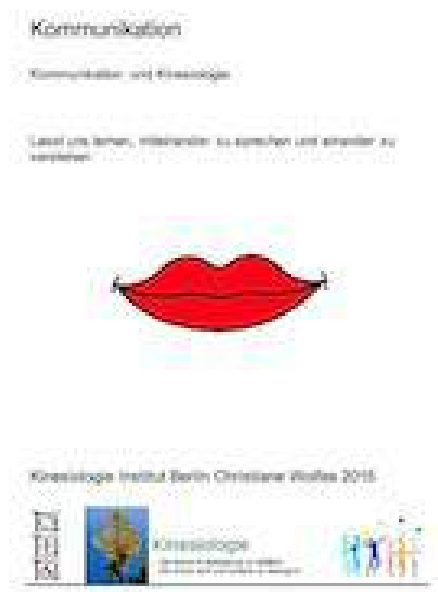 Kommunikation
Kommunikation und Kinesiologie
Lasst uns lernen, miteinander zu sprechen und einander zu
verstehen
Kinesiologie Institut Berlin Christiane Wolfes 2015
Kinesiologie